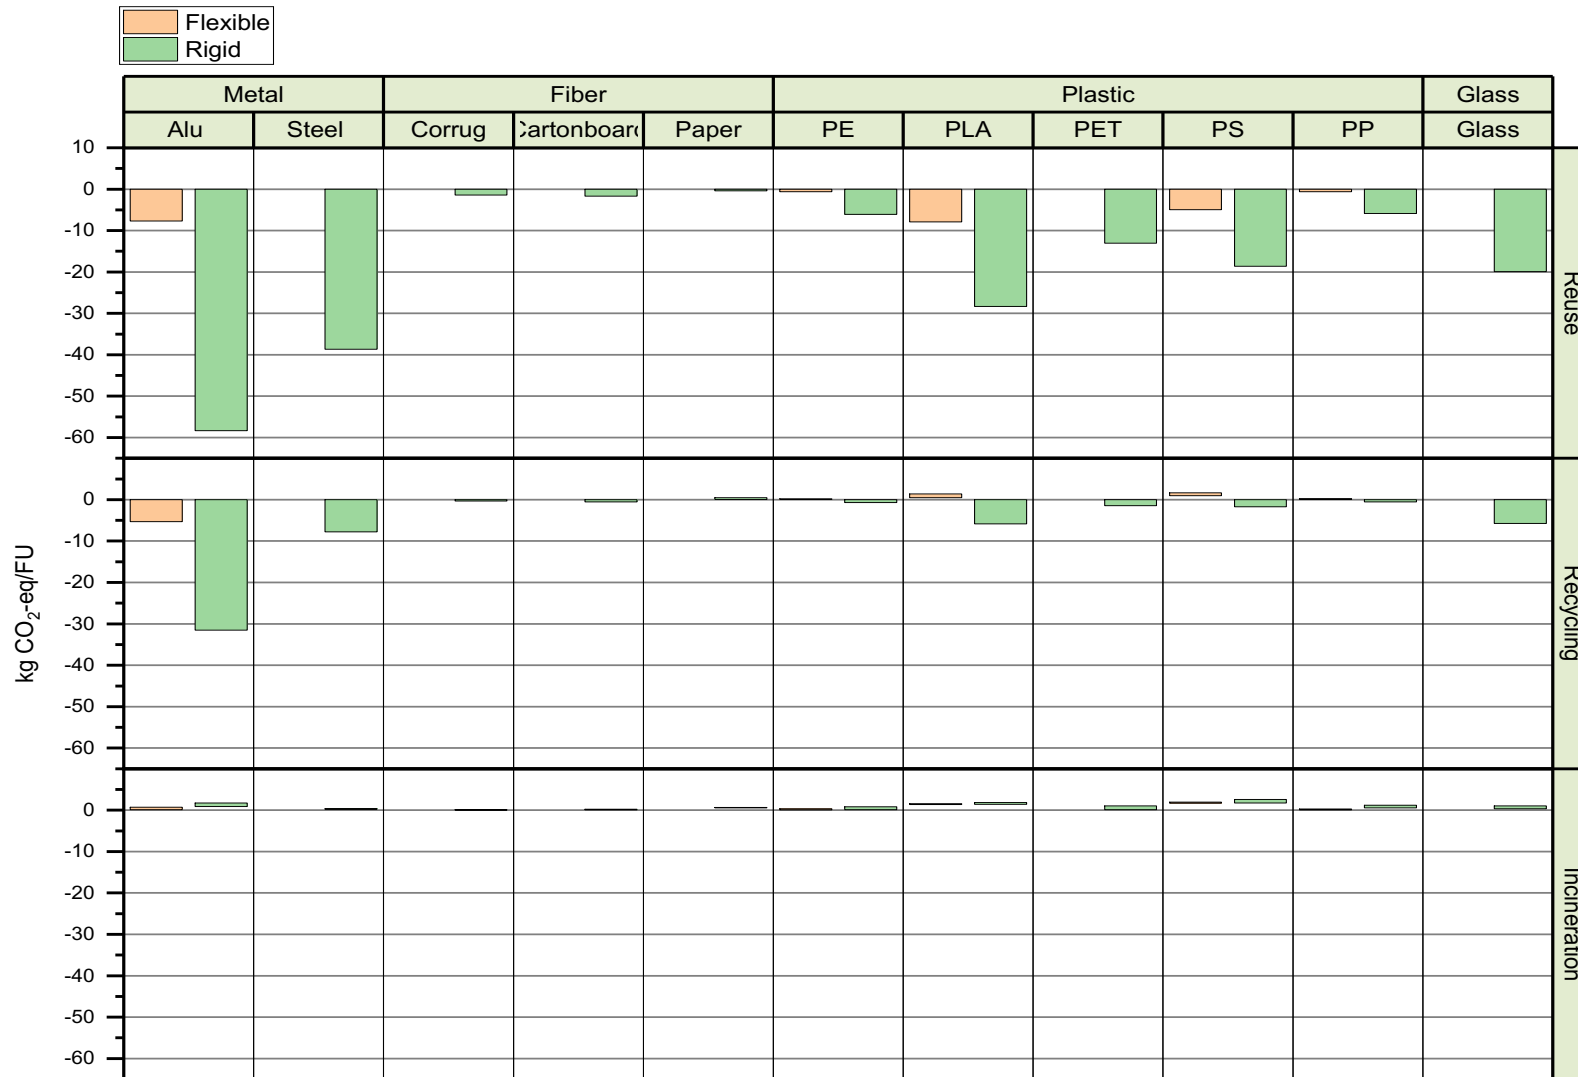 Flexible
Rigid
Metal Fiber Plastic Glass
Alu Steel Corrug Cartonboard Paper PE PLA PET PS PP Glass
10
0
-10
-20
-30
-40
-50
-60
Reuse
0
-10
-20
-30
-40
-50
-60
Recycling
0
-10
-20
-30
-40
-50
-60
Incineration
kg CO₂-eq/FU